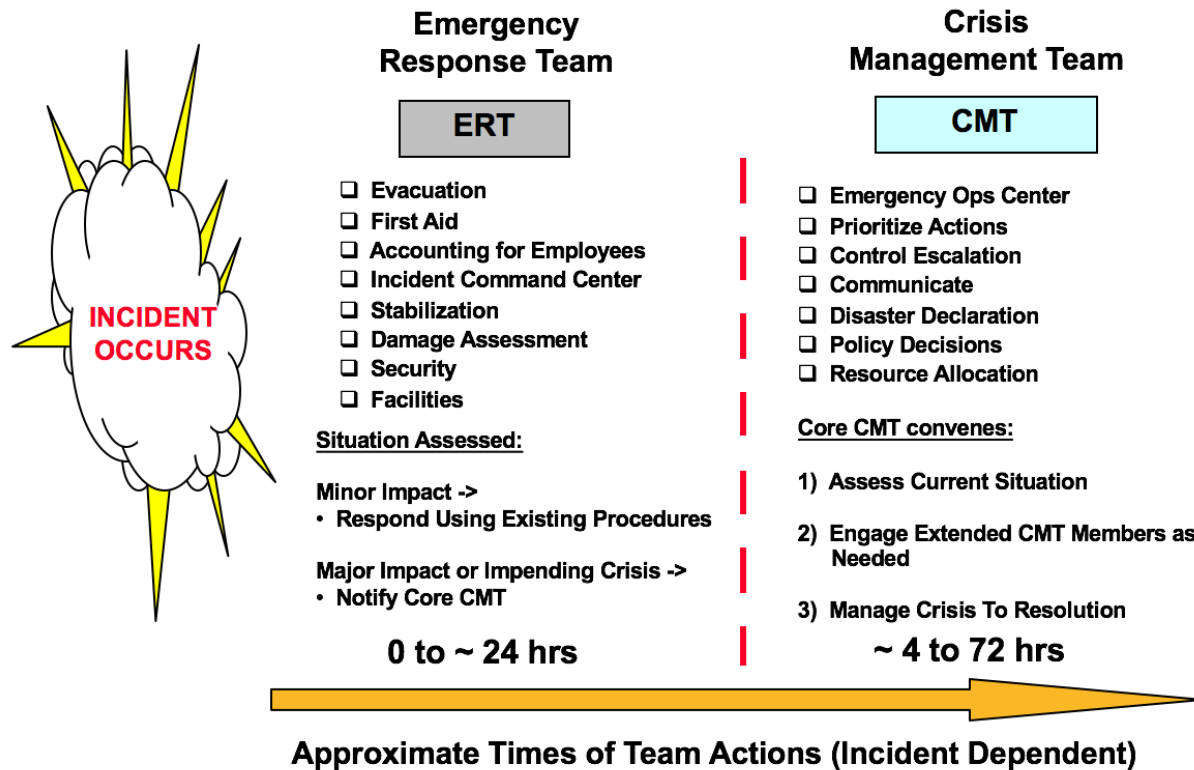 Emergency
Response Team
Crisis
Management Team
ERT
CMT
INCIDENT
OCCURS
❑ Evacuation
❑ First Aid
❑ Accounting for Employees
❑ Incident Command Center
❑ Stabilization
❑ Damage Assessment
❑ Security
❑ Facilities
Situation Assessed:
Minor Impact ->
• Respond Using Existing Procedures
Major Impact or Impending Crisis ->
• Notify Core CMT
0 to ~ 24 hrs
❑ Emergency Ops Center
❑ Prioritize Actions
❑ Control Escalation
❑ Communicate
❑ Disaster Declaration
❑ Policy Decisions
❑ Resource Allocation
Core CMT convenes:
1) Assess Current Situation
2) Engage Extended CMT Members as
Needed
3) Manage Crisis To Resolution
~ 4 to 72 hrs
Approximate Times of Team Actions (Incident Dependent)